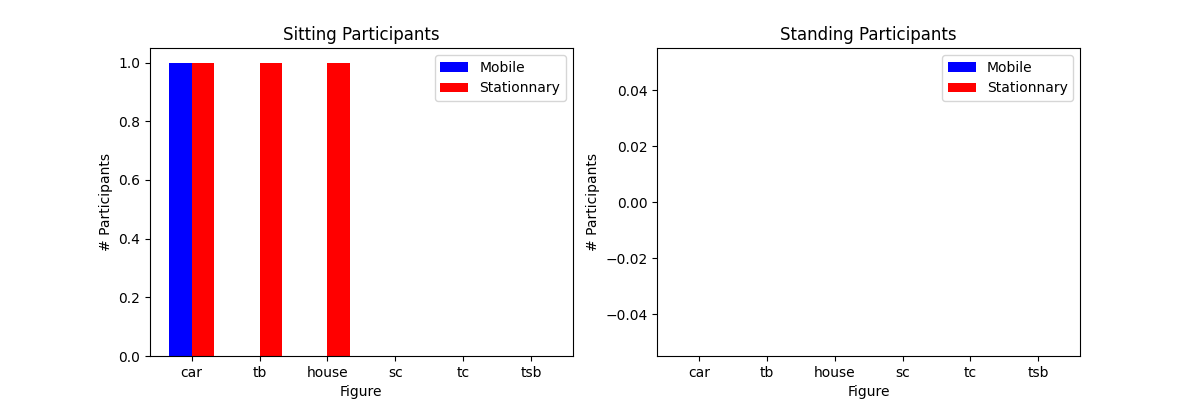 Sitting Participants
Mobile
Stationnary
1.0
0.8
0.6
0.4
0.2
0.0
# Participants
car tb house sc tc tsb
Figure
Standing Participants
Mobile
Stationnary
0.04
0.02
0.00
−0.02
−0.04
# Participants
car tb house sc tc tsb
Figure